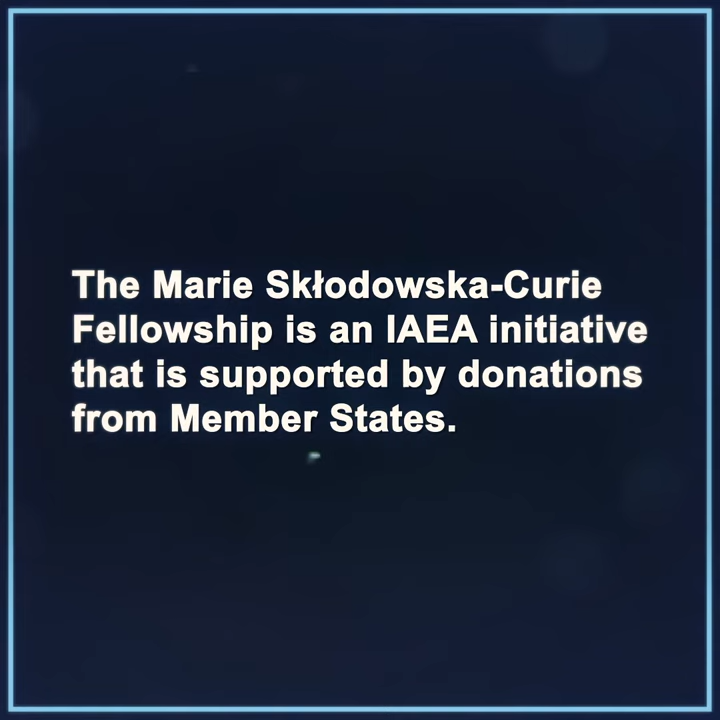 The Marie Skłodowska-Curie
Fellowship is an IAEA initiative
that is supported by donations
from Member States.